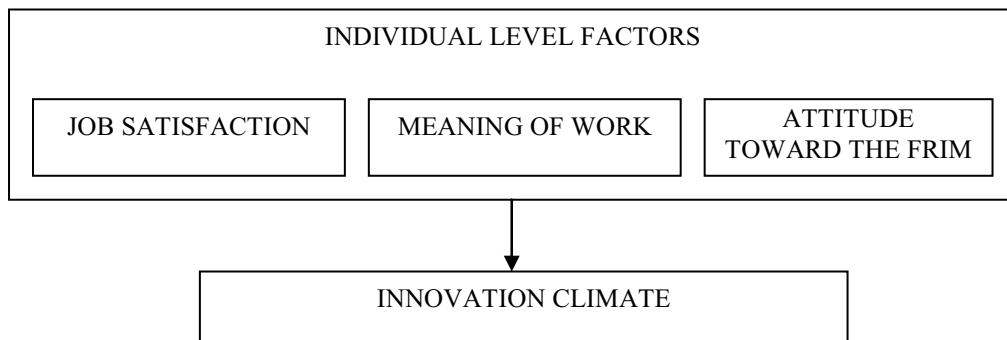 INDIVIDUAL LEVEL FACTORS
JOB SATISFACTION
MEANING OF WORK
ATTITUDE
TOWARD THE FRIM
INNOVATION CLIMATE